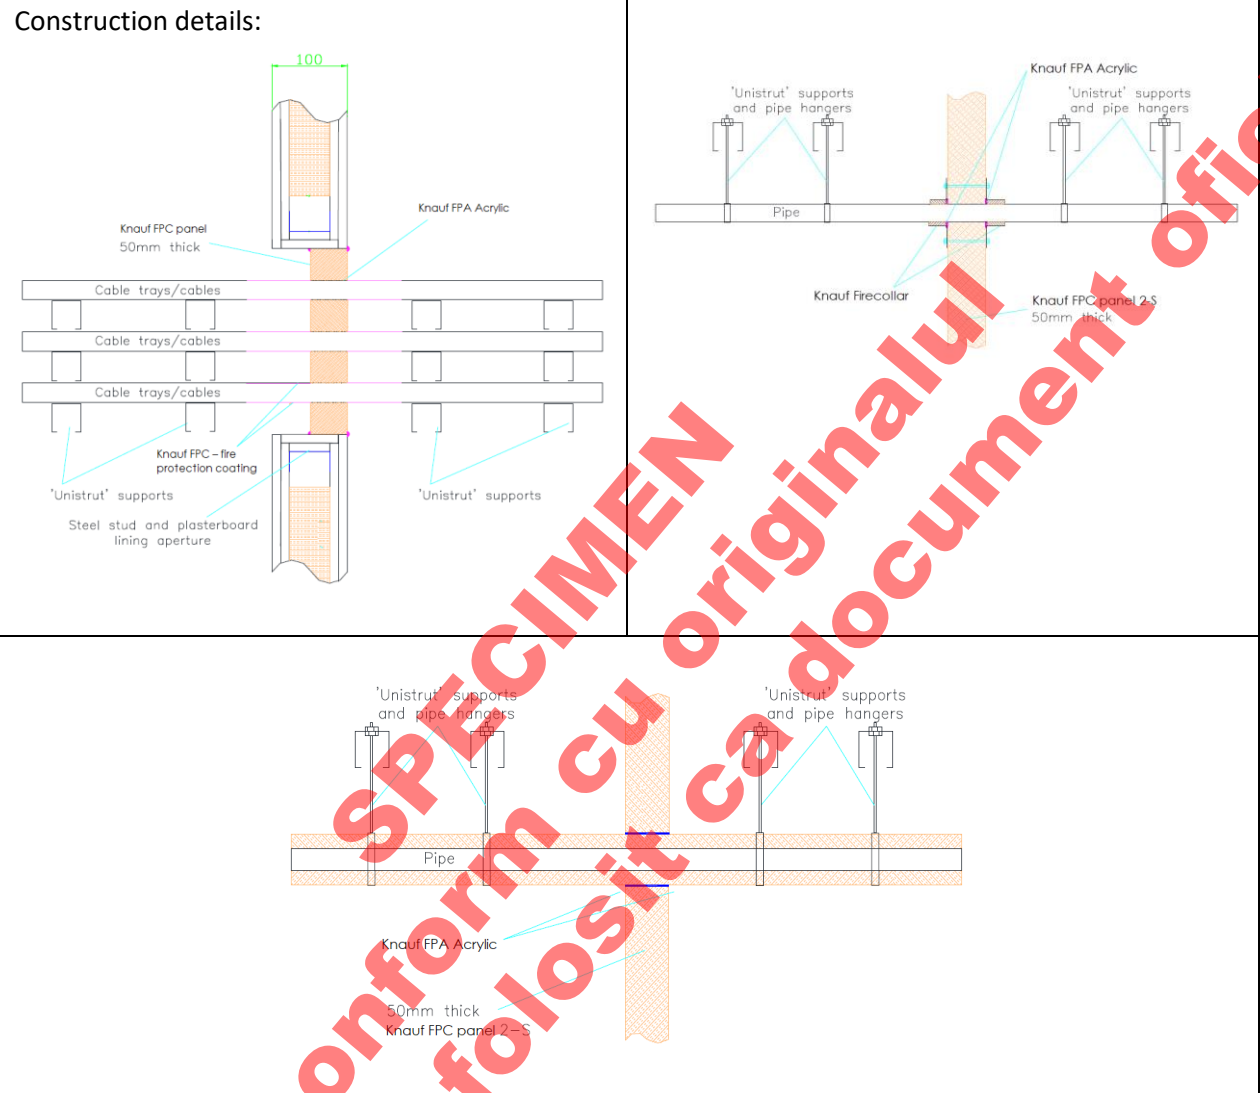 Construction details:
100
Knauf FPA Acrylic
Knauf FPC panel
50mm thick
Cable trays/cables
Cable trays/cables
Cable trays/cables
Knauf FPC – fire
protection coating
'Unistrut' supports
'Unistrut' supports
Steel stud and plasterboard
lining aperture
Knauf FPA Acrylic
'Unistrut' supports
and pipe hangers
'Unistrut' supports
and pipe hangers
Pipe
Knauf Firecollar
Knauf FPC panel 2-S
50mm thick
'Unistrut' supports
and pipe hangers
'Unistrut' supports
and pipe hangers
Pipe
Knauf FPA Acrylic
50mm thick
Knauf FPC panel 2-S
SPECIMEN
onform cu originalul
folosit ca document ofic